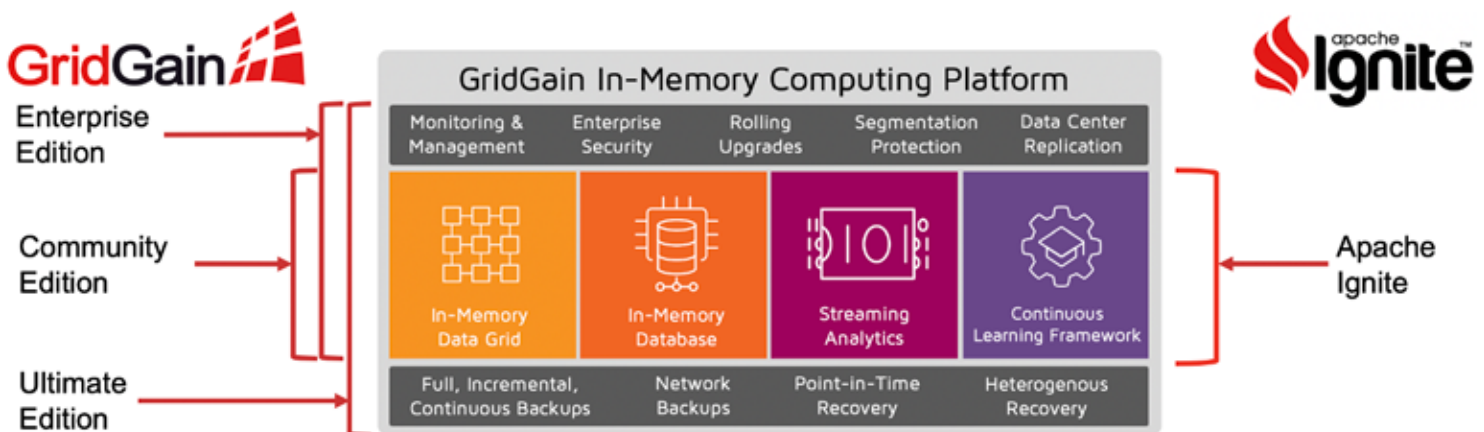 GridGain
apache
Ignite™
GridGain In-Memory Computing Platform
Enterprise
Edition
Monitoring &
Management
Enterprise
Security
Rolling
Upgrades
Segmentation
Protection
Data Center
Replication
Community
Edition
In-Memory
Data Grid
In-Memory
Database
Streaming
Analytics
Continuous
Learning Framework
Apache
Ignite
Ultimate
Edition
Full, Incremental,
Continuous Backups
Network
Backups
Point-in-Time
Recovery
Heterogenous
Recovery